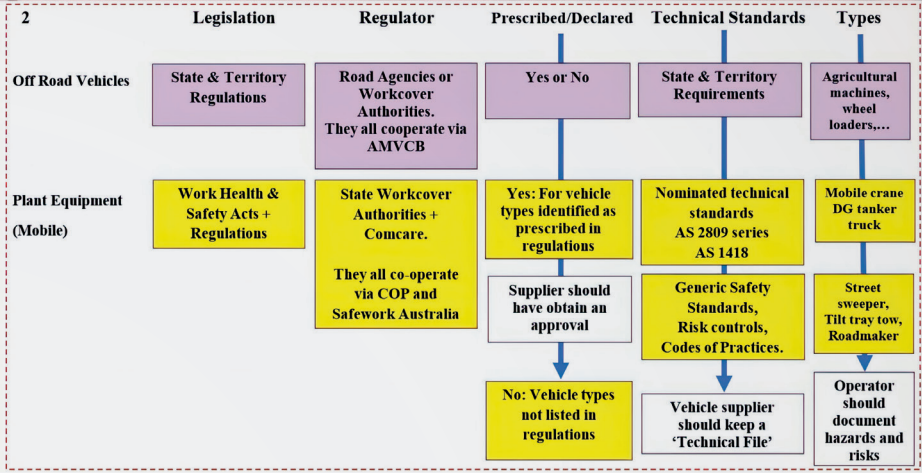 2
Legislation
Regulator
Prescribed/Declared
Technical Standards
Types
Off Road Vehicles
State & Territory
Regulations
Road Agencies or
Workcover
Authorities.
They all cooperate via
AMVCB
Yes or No
State & Territory
Requirements
Agricultural
machines,
wheel
loaders,…
Plant Equipment
(Mobile)
Work Health &
Safety Acts +
Regulations
State Workcover
Authorities +
Comcare.
They all co-operate
via COP and
Safework Australia
Yes: For vehicle
types identified as
prescribed in
regulations
Supplier should
have obtain an
approval
No: Vehicle types
not listed in
regulations
Nominated technical
standards
AS 2809 series
AS 1418
Generic Safety
Standards,
Risk controls,
Codes of Practices.
Vehicle supplier
should keep a
‘Technical File’
Mobile crane
DG tanker
truck
Street
sweeper,
Tilt tray tow,
Roadmaker
Operator
should
document
hazards and
risks